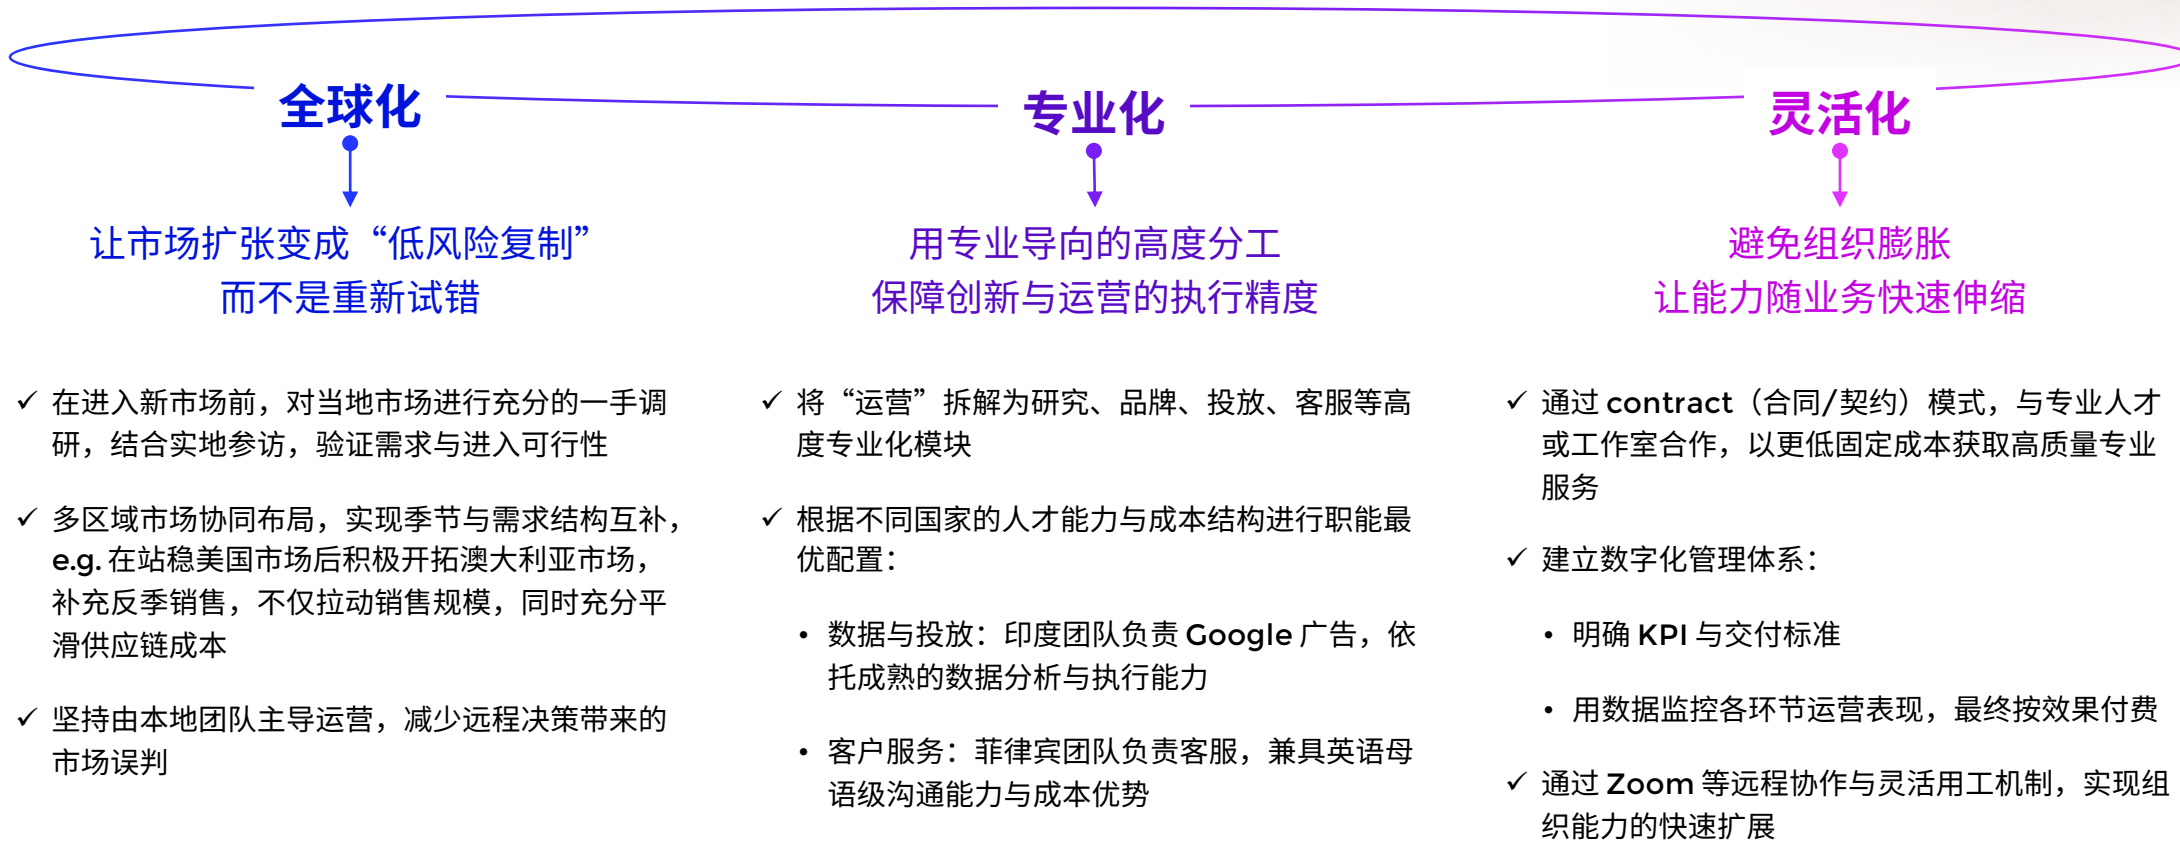 全球化
让市场扩张变成“低风险复制”
而不是重新试错
✓ 在进入新市场前，对当地市场进行充分的一手调
研，结合实地参访，验证需求与进入可行性
✓ 多区域市场协同布局，实现季节与需求结构互补，
e.g. 在站稳美国市场后积极开拓澳大利亚市场，
补充反季销售，不仅拉动销售规模，同时充分平
滑供应链成本
✓ 坚持由本地团队主导运营，减少远程决策带来的
市场误判
专业化
用专业导向的高度分工
保障创新与运营的执行精度
✓ 将“运营”拆解为研究、品牌、投放、客服等高
度专业化模块
✓ 根据不同国家的人才能力与成本结构进行职能最
优配置：
• 数据与投放：印度团队负责 Google 广告，依
托成熟的数据分析与执行能力
• 客户服务：菲律宾团队负责客服，兼具英语母
语级沟通能力与成本优势
灵活化
避免组织膨胀
让能力随业务快速伸缩
✓ 通过 contract（合同/契约）模式，与专业人才
或工作室合作，以更低固定成本获取高质量专业
服务
✓ 建立数字化管理体系：
• 明确 KPI 与交付标准
• 用数据监控各环节运营表现，最终按效果付费
✓ 通过 Zoom 等远程协作与灵活用工机制，实现组
织能力的快速扩展